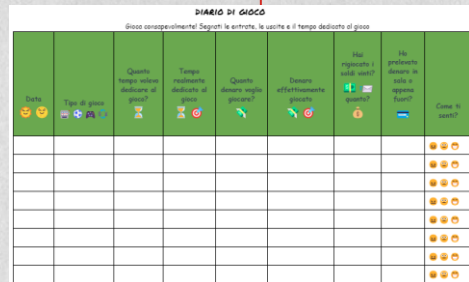 DIARIO DI GIOCO
Gioca consapevolmente! Segnati le entrate, le uscite e il tempo dedicato al gioco
Data
Tipo di gioco
Quanto
tempo volevo
dedicare al
gioco?
Tempo
realmente
dedicato al
gioco
Quanto
denaro voglio
giocare?
Denaro
effettivamente
giocato
Hai
rigiocato i
soldi vinti?
quanto?
Ho
prelevato
denaro in
sala o
appena
fuori?
Come ti
senti?